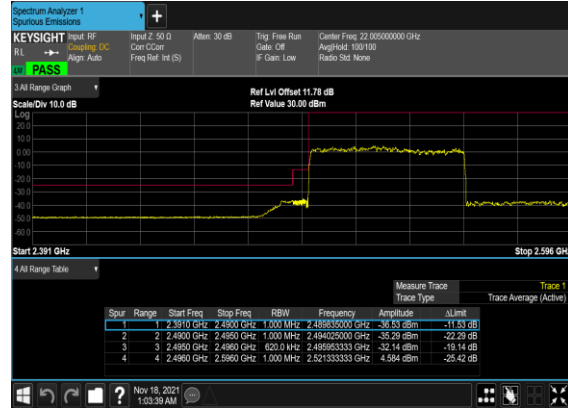 Spectrum Analyzer 1
Spurious Emissions
+
KEYSIGHT Input: RF Input Z: 50 Ω Atten: 30 dB Trig: Free Run Center Freq: 22.005000000 GHz
RL Coupling: DC Corr CCorr Gate: Off Avg|Hold: 100/100
Align: Auto Freq Ref: Int (S) IF Gain: Low Radio Std: None
PASS
3 All Range Graph
Ref Lvl Offset 11.78 dB
Scale/Div 10.0 dB Ref Value 30.00 dBm
Log
20.0
10.0
0.00
-10.0
-20.0
-30.0
-40.0
-50.0
-60.0
Start 2.391 GHz Stop 2.596 GHz
4 All Range Table
Measure Trace Trace 1
Trace Type Trace Average (Active)
Spur Range Start Freq Stop Freq RBW Frequency Amplitude ΔLimit
1 1 2.3910 GHz 2.4900 GHz 1.000 MHz 2.489835000 GHz -36.53 dBm -11.53 dB
2 2 2.4900 GHz 2.4950 GHz 1.000 MHz 2.494025000 GHz -35.29 dBm -22.29 dB
3 3 2.4950 GHz 2.4960 GHz 620.0 kHz 2.495953333 GHz -32.14 dBm -19.14 dB
4 4 2.4960 GHz 2.5960 GHz 1.000 MHz 2.521333333 GHz 4.584 dBm -25.42 dB
? Nov 18, 2021
1:03:39 AM